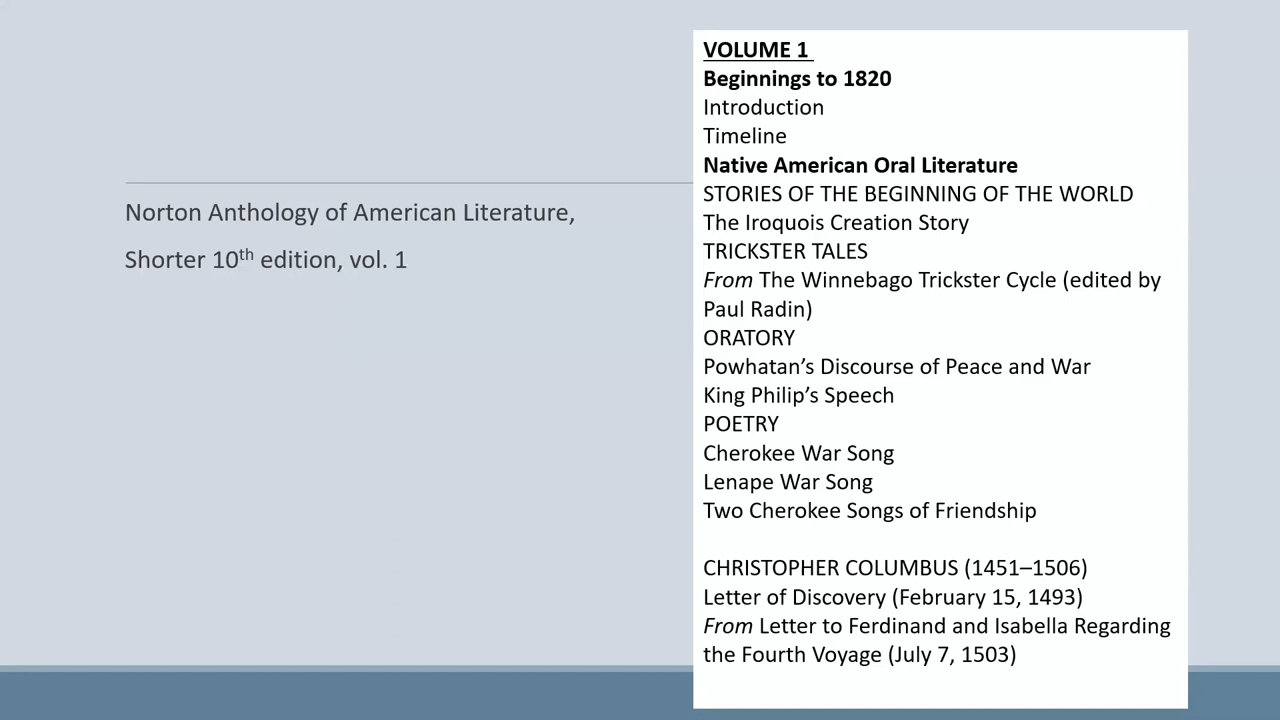 Norton Anthology of American Literature,
Shorter 10th edition, vol. 1
VOLUME 1
Beginnings to 1820
Introduction
Timeline
Native American Oral Literature
STORIES OF THE BEGINNING OF THE WORLD
The Iroquois Creation Story
TRICKSTER TALES
From The Winnebago Trickster Cycle (edited by
Paul Radin)
ORATORY
Powhatan’s Discourse of Peace and War
King Philip’s Speech
POETRY
Cherokee War Song
Lenape War Song
Two Cherokee Songs of Friendship
CHRISTOPHER COLUMBUS (1451–1506)
Letter of Discovery (February 15, 1493)
From Letter to Ferdinand and Isabella Regarding
the Fourth Voyage (July 7, 1503)